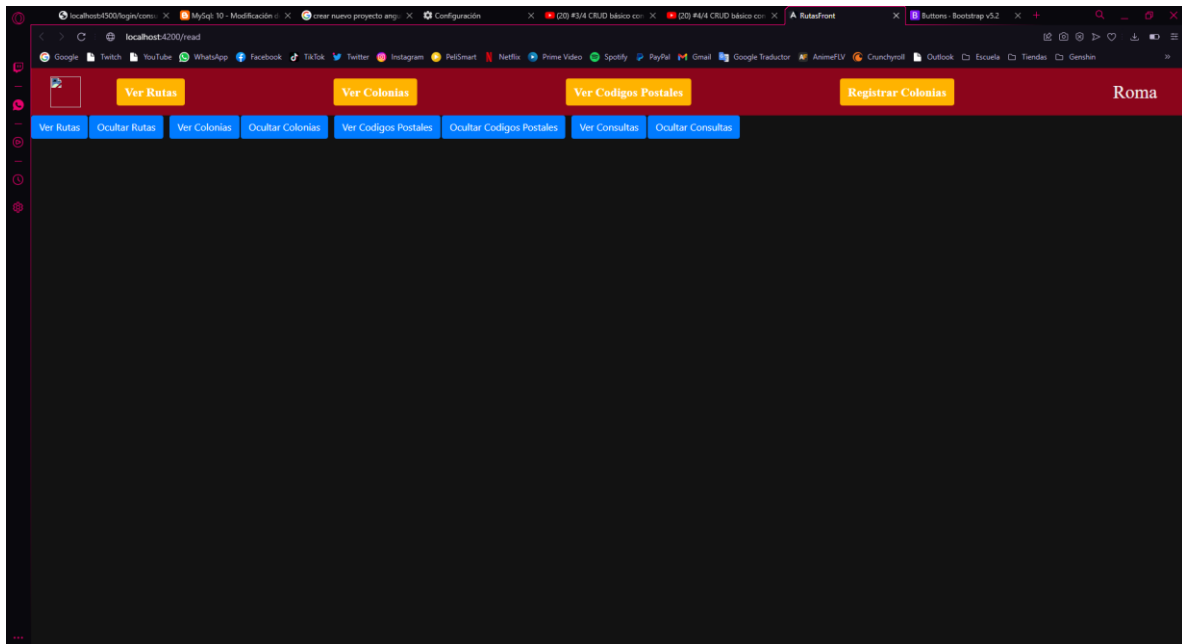 localhost:4500/login/consu
MySql: 10 - Modificación d
crear nuevo proyecto angu
Configuración
(20) #3/4 CRUD básico con
(20) #4/4 CRUD básico con
RutasFront
Buttons · Bootstrap v5.2
localhost:4200/read
Google Twitch YouTube WhatsApp Facebook TikTok Twitter Instagram PeliSmart Netflix Prime Video Spotify PayPal Gmail Google Traductor AnimeFLV Crunchyroll Outlook Escuela Tiendas Genshin
Ver Rutas Ver Colonias Ver Codigos Postales Registrar Colonias Roma
Ver Rutas Ocultar Rutas Ver Colonias Ocultar Colonias Ver Codigos Postales Ocultar Codigos Postales Ver Consultas Ocultar Consultas